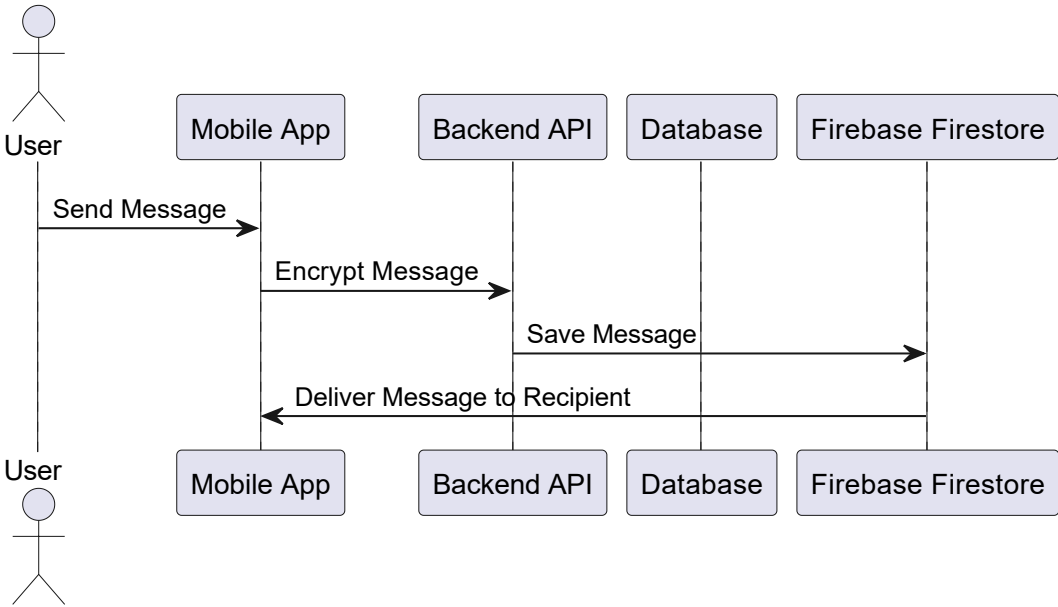 User
Mobile App
Backend API
Database
Firebase Firestore
Send Message
Encrypt Message
Save Message
Deliver Message to Recipient
User
Mobile App
Backend API
Database
Firebase Firestore